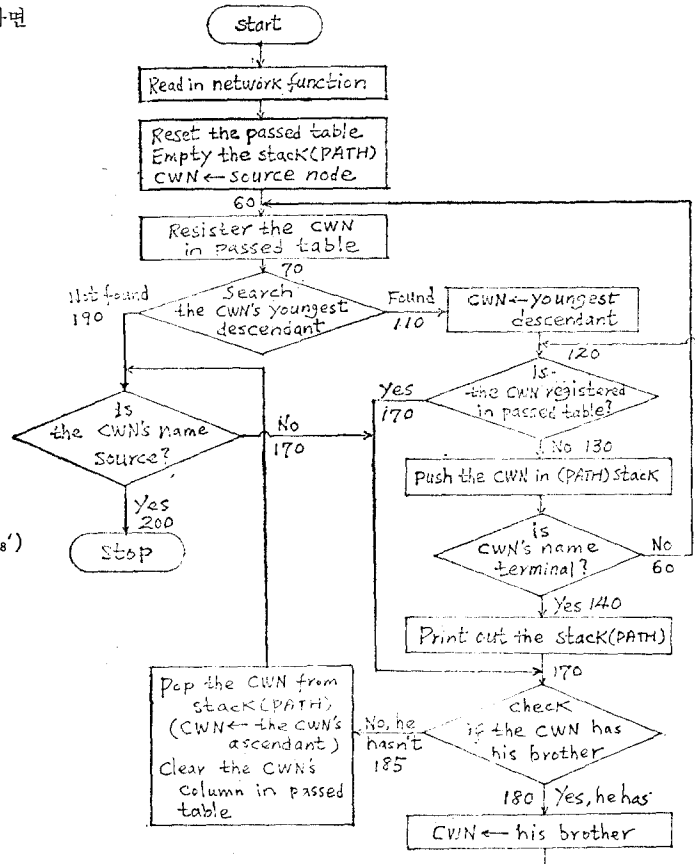 면
Start
Read in network function
Reset the passed table
Empty the stack(PATH)
CWN ← source node
60
Resister the CWN
in passed table
70
Not found
190
Search
the CWN's youngest
descendant
Found
110
CWN ← youngest
descendant
120
Is
the CWN registered
in passed table?
Yes
170
No 130
Is
the CWN's name
source?
No
170
Yes
200
Stop
8')
Push the CWN in (PATH) Stack
is
CWN's name
terminal?
No
60
Yes 140
Print out the stack(PATH)
170
Pop the CWN from
stack(PATH)
(CWN ← the CWN's
ascendant)
Clear the CWN's
column in passed
table
No, he
hasn't
185
check
if the CWN has
his brother
180 Yes, he has
CWN ← his brother